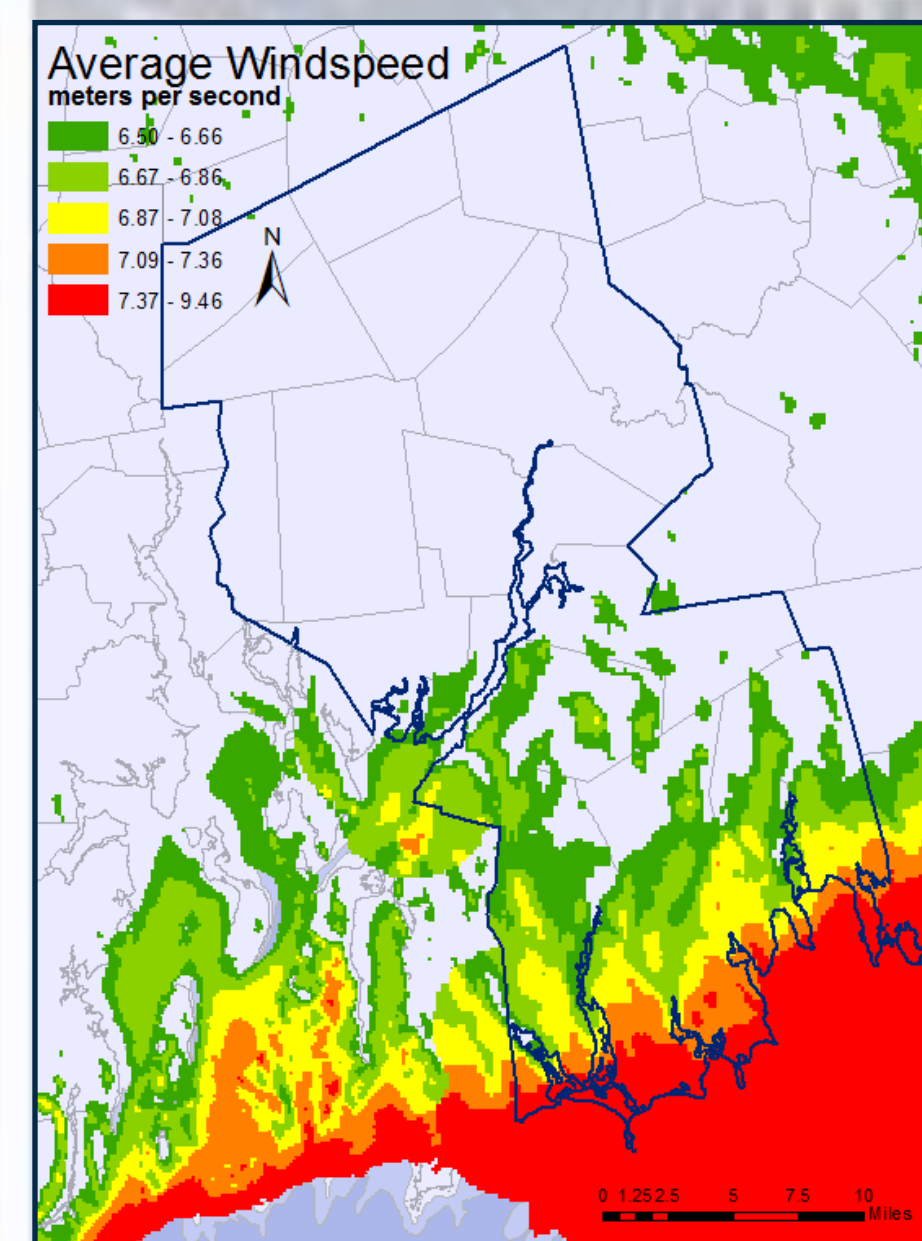 Average Windspeed
meters per second
6.50 - 6.66
6.67 - 6.86
6.87 - 7.08
7.09 - 7.36
7.37 - 9.46
N
0 1.25 2.5 5 7.5 10
Miles